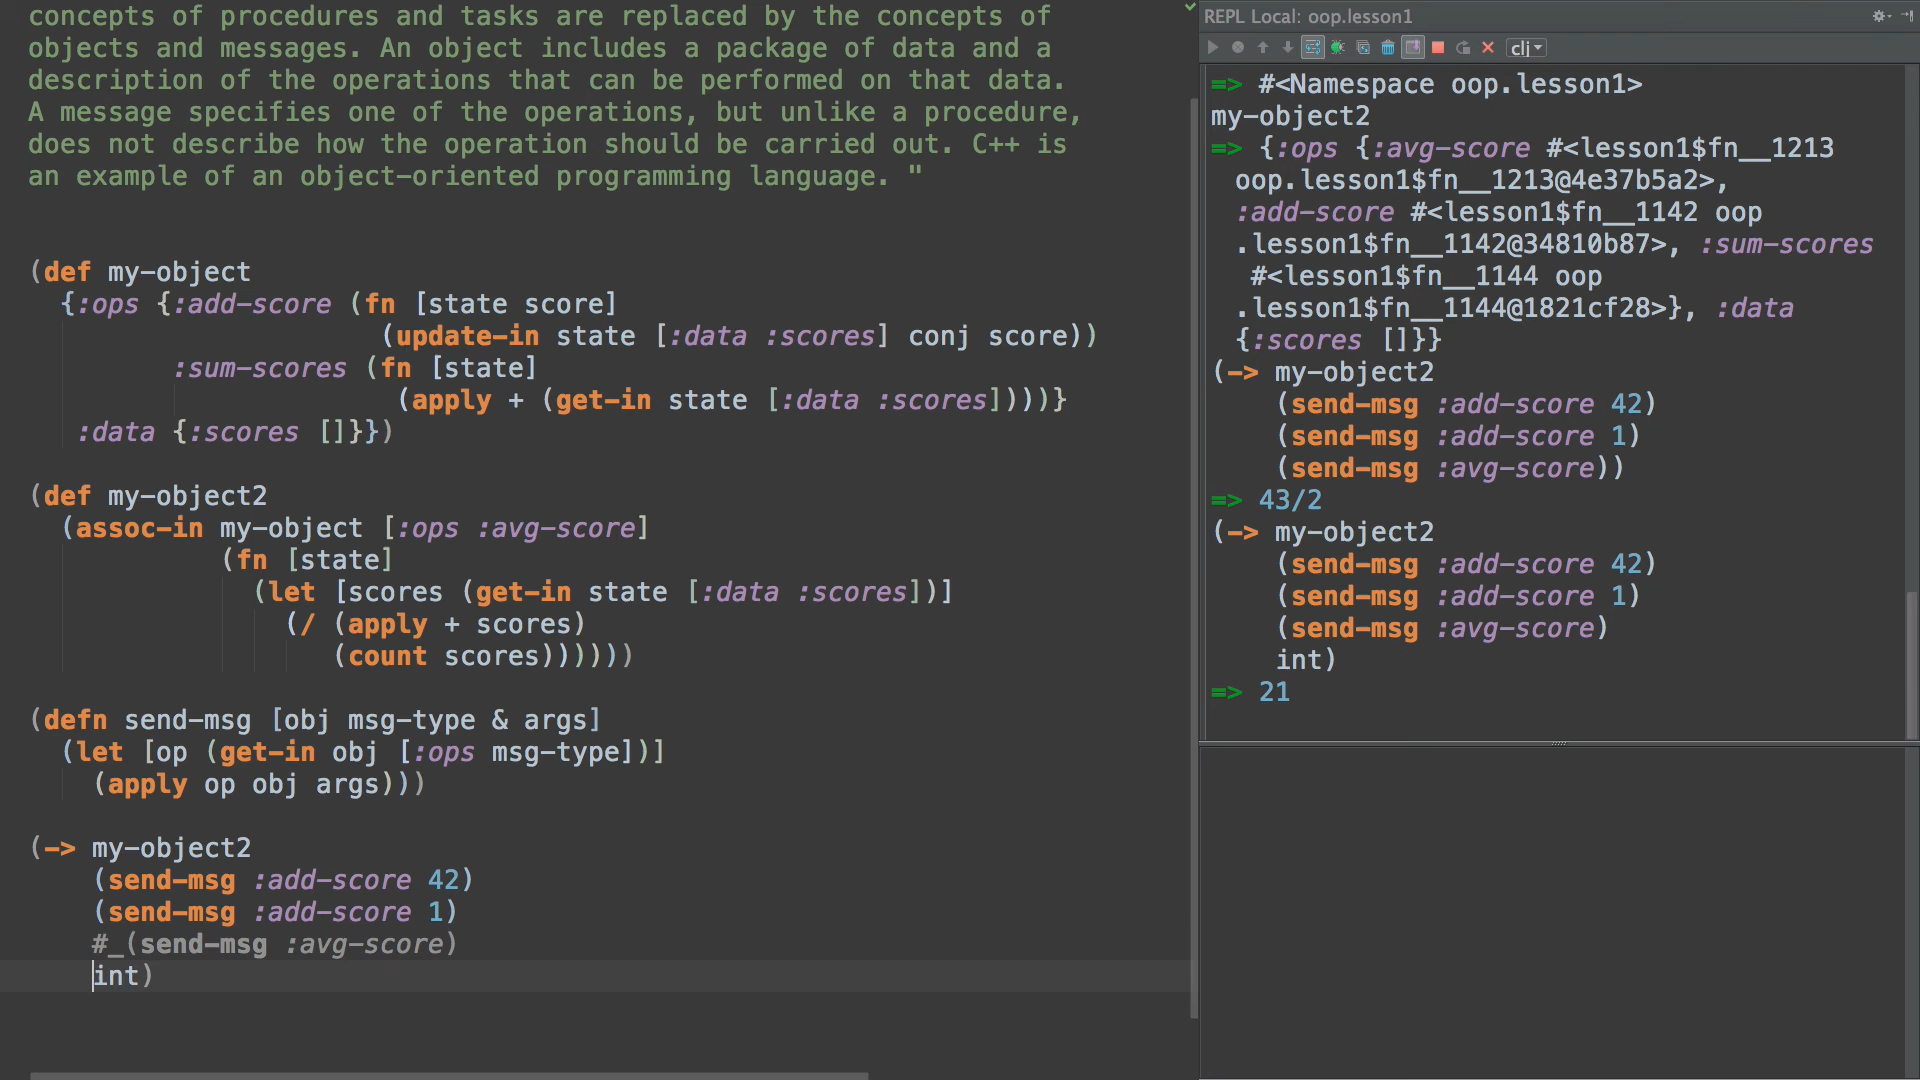 concepts of procedures and tasks are replaced by the concepts of
objects and messages. An object includes a package of data and a
description of the operations that can be performed on that data.
A message specifies one of the operations, but unlike a procedure,
does not describe how the operation should be carried out. C++ is
an example of an object-oriented programming language. "
(def my-object
{:ops {:add-score (fn [state score]
(update-in state [:data :scores] conj score))
:sum-scores (fn [state]
(apply + (get-in state [:data :scores])))}
:data {:scores []}})
(def my-object2
(assoc-in my-object [:ops :avg-score]
(fn [state]
(let [scores (get-in state [:data :scores])]
(/ (apply + scores)
(count scores))))))
(defn send-msg [obj msg-type & args]
(let [op (get-in obj [:ops msg-type])]
(apply op obj args)))
(-> my-object2
(send-msg :add-score 42)
(send-msg :add-score 1)
#_(send-msg :avg-score)
int)
REPL Local: oop.lesson1
clj
=> #<Namespace oop.lesson1>
my-object2
=> {:ops {:avg-score #<lesson1$fn__1213
oop.lesson1$fn__1213@4e37b5a2>,
:add-score #<lesson1$fn__1142 oop
.lesson1$fn__1142@34810b87>, :sum-scores
#<lesson1$fn__1144 oop
.lesson1$fn__1144@1821cf28>}, :data
{:scores []}}
(-> my-object2
(send-msg :add-score 42)
(send-msg :add-score 1)
(send-msg :avg-score))
=> 43/2
(-> my-object2
(send-msg :add-score 42)
(send-msg :add-score 1)
(send-msg :avg-score)
int)
=> 21